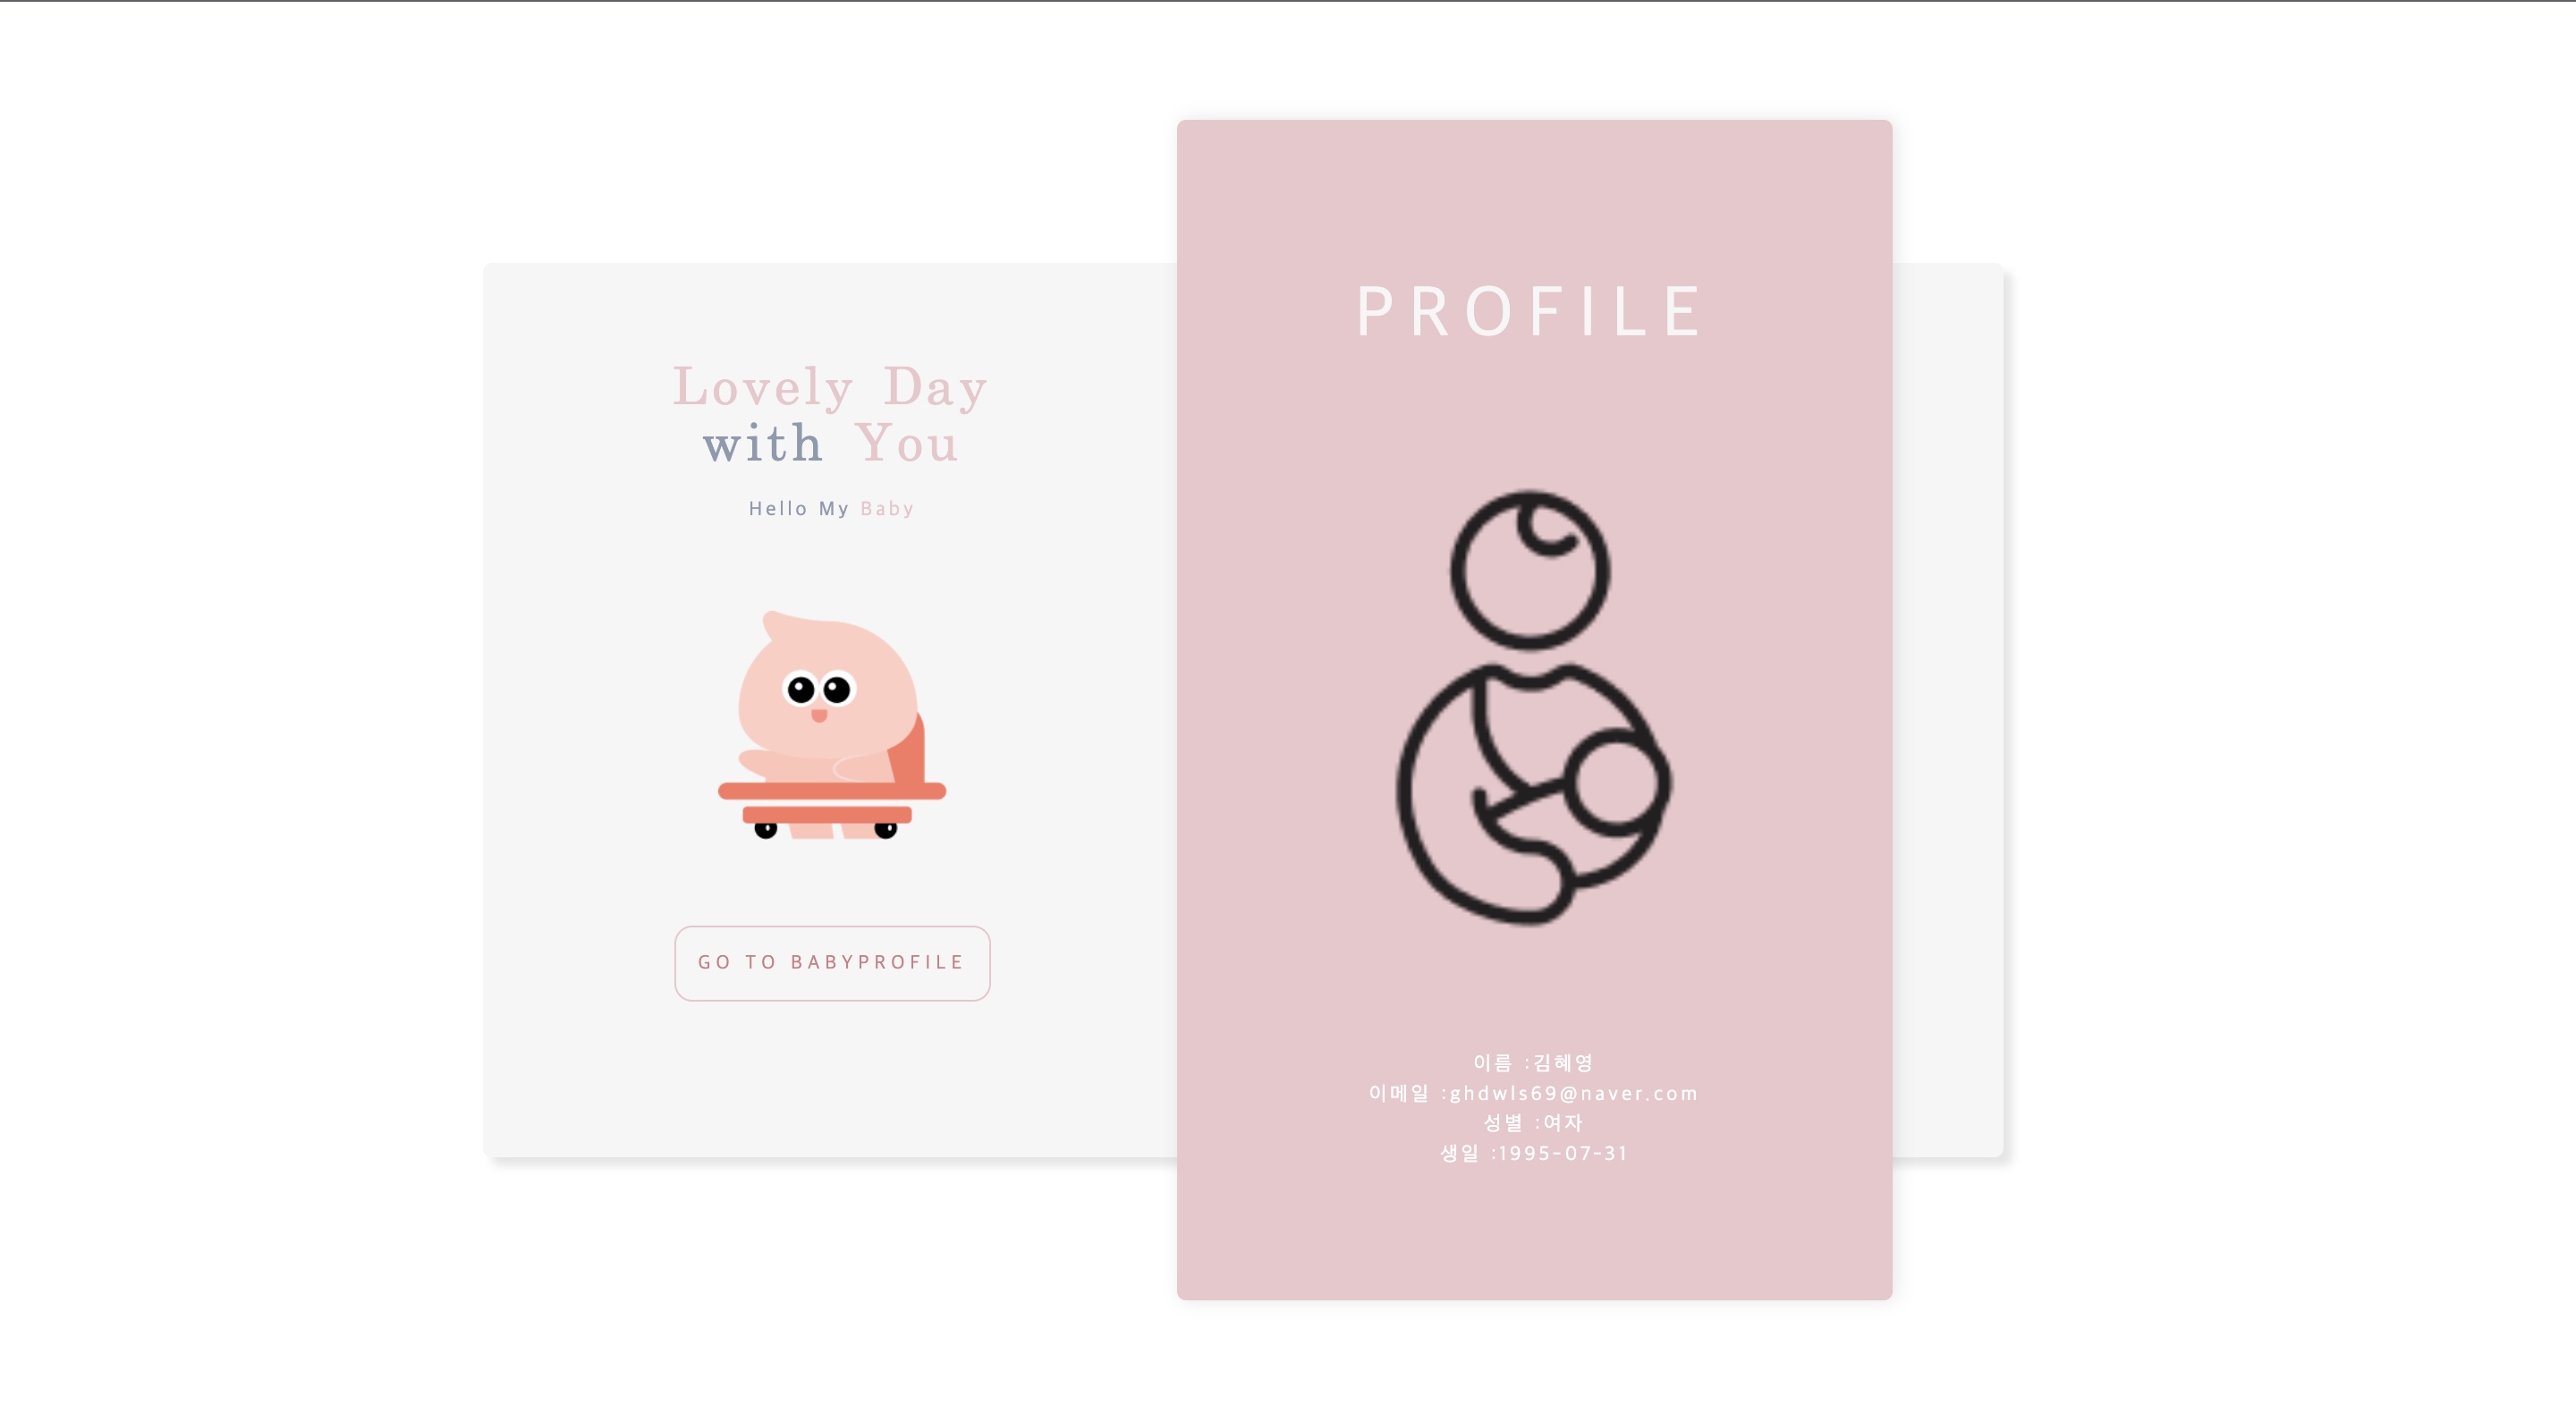 Lovely Day
with You
Hello My Baby
GO TO BABYPROFILE
PROFILE
이름 :김혜영
이메일 :ghdwls69@naver.com
성별 :여자
생일 :1995-07-31